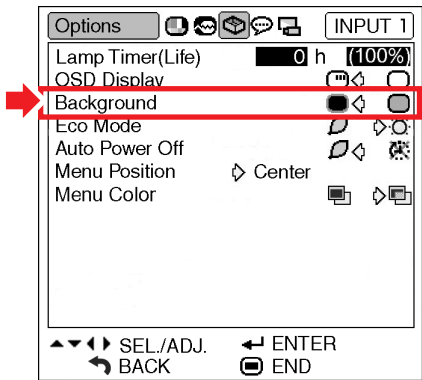 Options INPUT 1
Lamp Timer(Life) 0 h (100%)
OSD Display
Background
Eco Mode
Auto Power Off
Menu Position Center
Menu Color
SEL./ADJ. ENTER
BACK END